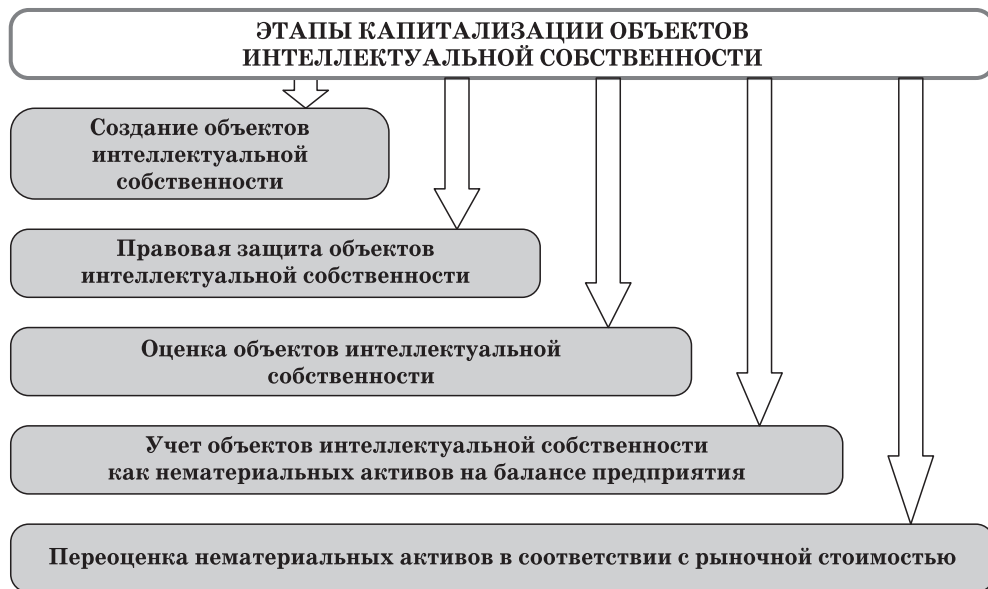 ЭТАПЫ КАПИТАЛИЗАЦИИ ОБЪЕКТОВ
ИНТЕЛЛЕКТУАЛЬНОЙ СОБСТВЕННОСТИ
Создание объектов
интеллектуальной
собственности
Правовая защита объектов
интеллектуальной собственности
Оценка объектов интеллектуальной
собственности
Учет объектов интеллектуальной собственности
как нематериальных активов на балансе предприятия
Переоценка нематериальных активов в соответствии с рыночной стоимостью